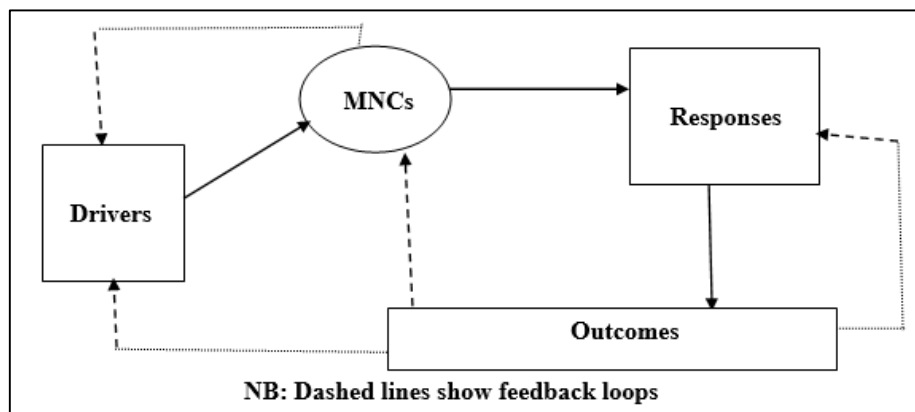 MNCs
Responses
Drivers
Outcomes
NB: Dashed lines show feedback loops